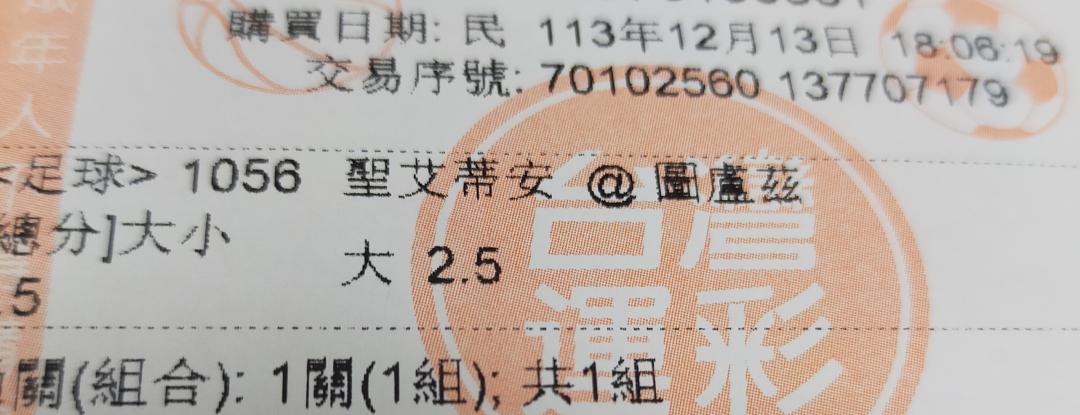 購買日期: 民 113年12月13日 18:06:19
交易序號: 70102560 137707179
<足球> 1056 聖艾蒂安 @ 圖盧茲
總分]大小
大 2.5
.5
關(組合): 1關(1組); 共1組
台灣
運彩
年
人